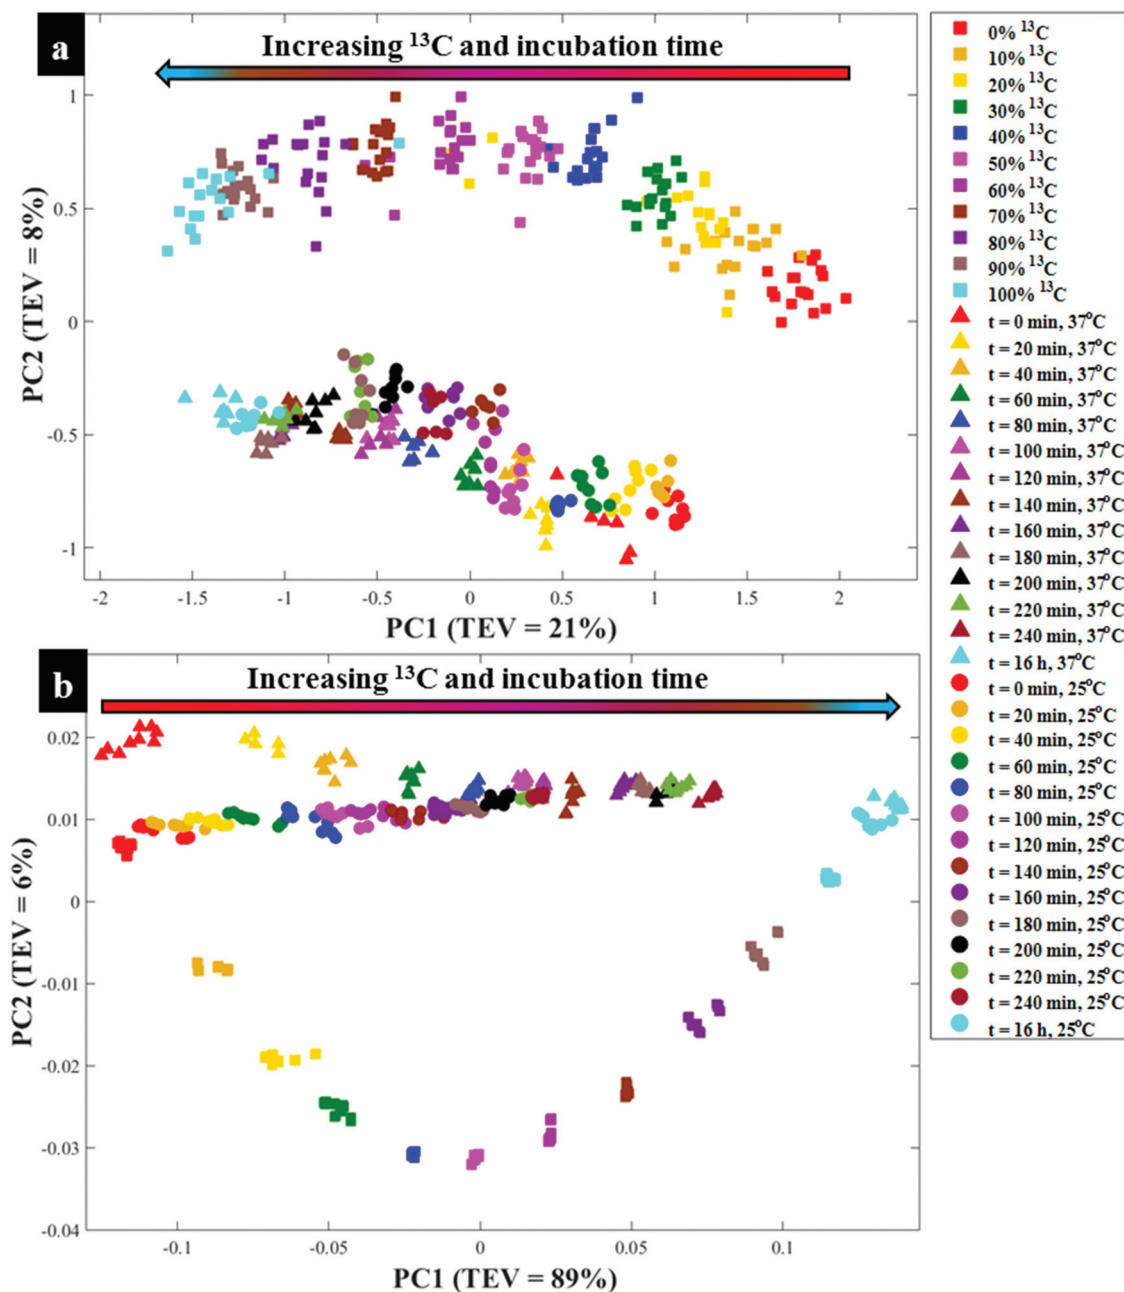 a
Increasing ¹³C and incubation time
1
0.5
0
-0.5
-1
PC2 (TEV = 8%)
-2 -1.5 -1 -0.5 0 0.5 1 1.5 2
PC1 (TEV = 21%)
b
Increasing ¹³C and incubation time
0.02
0.01
0
-0.01
-0.02
-0.03
-0.04
PC2 (TEV = 6%)
-0.1 -0.05 0 0.05 0.1
PC1 (TEV = 89%)
0% ¹³C
10% ¹³C
20% ¹³C
30% ¹³C
40% ¹³C
50% ¹³C
60% ¹³C
70% ¹³C
80% ¹³C
90% ¹³C
100% ¹³C
t = 0 min, 37°C
t = 20 min, 37°C
t = 40 min, 37°C
t = 60 min, 37°C
t = 80 min, 37°C
t = 100 min, 37°C
t = 120 min, 37°C
t = 140 min, 37°C
t = 160 min, 37°C
t = 180 min, 37°C
t = 200 min, 37°C
t = 220 min, 37°C
t = 240 min, 37°C
t = 16 h, 37°C
t = 0 min, 25°C
t = 20 min, 25°C
t = 40 min, 25°C
t = 60 min, 25°C
t = 80 min, 25°C
t = 100 min, 25°C
t = 120 min, 25°C
t = 140 min, 25°C
t = 160 min, 25°C
t = 180 min, 25°C
t = 200 min, 25°C
t = 220 min, 25°C
t = 240 min, 25°C
t = 16 h, 25°C